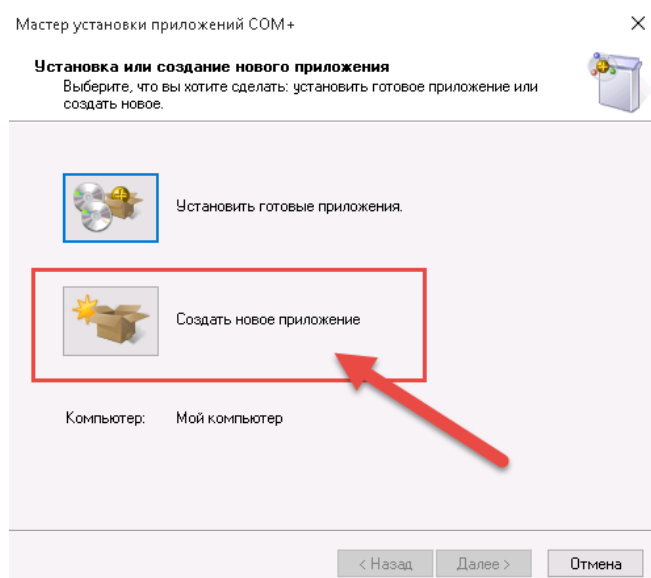 Мастер установки приложений COM+
Установка или создание нового приложения
Выберите, что вы хотите сделать: установить готовое приложение или
создать новое.
Установить готовые приложения.
Создать новое приложение
Компьютер: Мой компьютер
< Назад Далее > Отмена